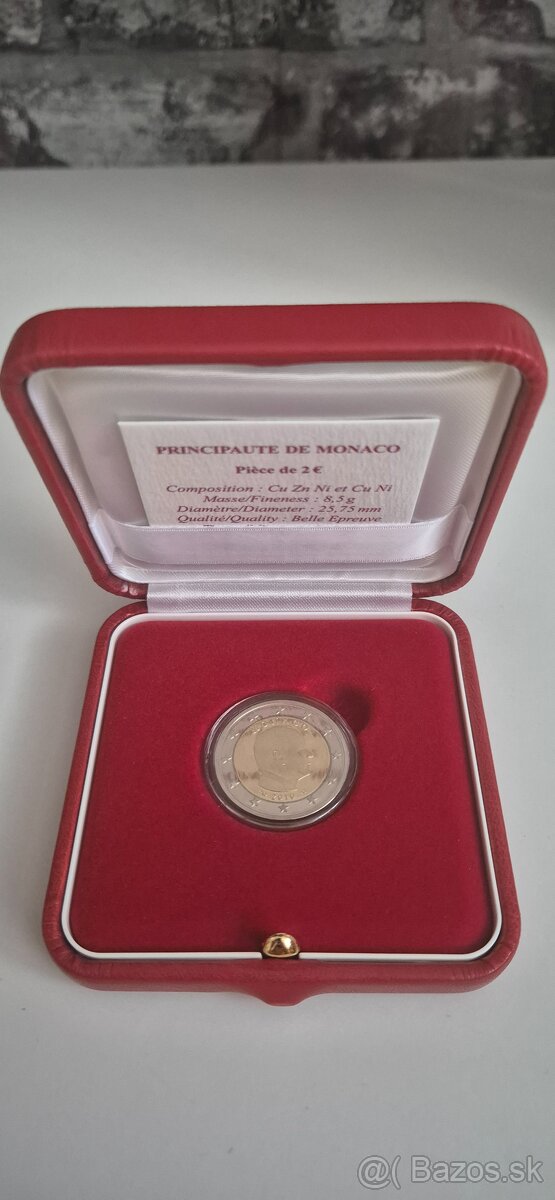 PRINCIPAUTE DE MONACO
Pièce de 2 €
Composition : Cu Zn Ni et Cu Ni
Masse/Fineness : 8,5 g
Diamètre/Diameter : 25,75 mm
Qualité/Quality : Belle Epreuve
2010
@( Bazos.sk